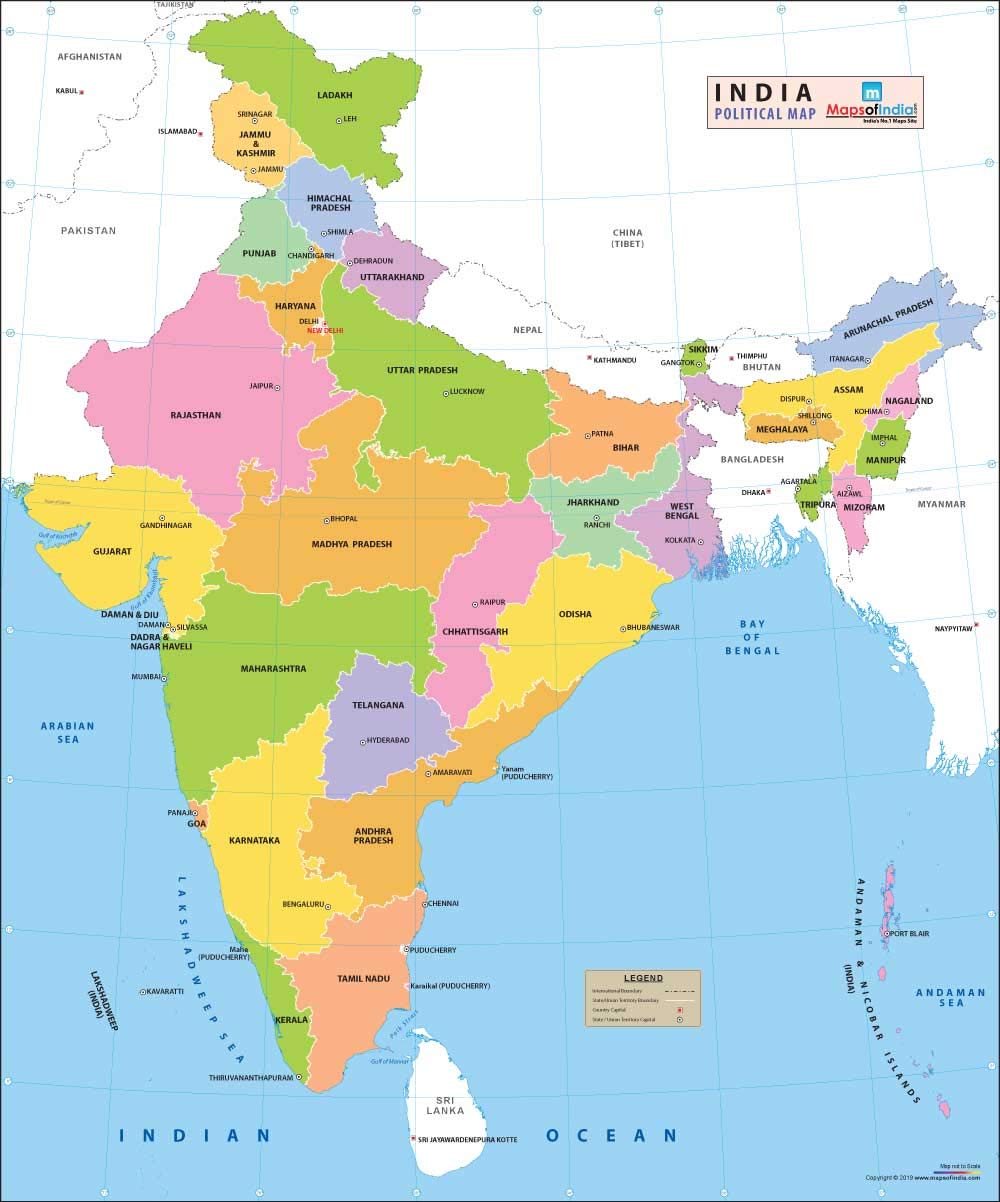 TAJIKISTAN
AFGHANISTAN
KABUL
ISLAMABAD
LADAKH
LEH
SRINAGAR
JAMMU
&
KASHMIR
JAMMU
INDIA
POLITICAL MAP
m
MapsofIndia.com
India's No.1 Maps Site
HIMACHAL
PRADESH
SHIMLA
PAKISTAN
PUNJAB
CHANDIGARH
DEHRADUN
UTTARAKHAND
CHINA
(TIBET)
HARYANA
DELHI
NEW DELHI
NEPAL
KATHMANDU
SIKKIM
GANGTOK
THIMPHU
BHUTAN
ARUNACHAL PRADESH
ITANAGAR
UTTAR PRADESH
LUCKNOW
JAIPUR
RAJASTHAN
DISPUR
ASSAM
NAGALAND
KOHIMA
SHILLONG
MEGHALAYA
IMPHAL
MANIPUR
PATNA
BIHAR
BANGLADESH
DHAKA
AGARTALA
TRIPURA
AIZAWL
MIZORAM
MYANMAR
Tropic of Cancer
Tropic of Cancer
JHARKHAND
RANCHI
WEST
BENGAL
KOLKATA
GANDHINAGAR
Gulf of Kachchh
GUJARAT
Gulf of Khambhat
BHOPAL
MADHYA PRADESH
RAIPUR
CHHATTISGARH
ODISHA
BHUBANESWAR
DAMAN & DIU
DAMAN
SILVASSA
DADRA &
NAGAR HAVELI
MUMBAI
MAHARASHTRA
BAY
OF
BENGAL
NAYPYITAW
ARABIAN
SEA
TELANGANA
HYDERABAD
AMARAVATI
Yanam
(PUDUCHERRY)
PANAJI
GOA
KARNATAKA
ANDHRA
PRADESH
BENGALURU
CHENNAI
LAKSHADWEEP SEA
Mahe
(PUDUCHERRY)
PUDUCHERRY
TAMIL NADU
Karaikal (PUDUCHERRY)
LAKSHADWEEP
(INDIA)
KAVARATTI
KERALA
Palk Strait
Gulf of Mannar
THIRUVANANTHAPURAM
SRI
LANKA
SRI JAYAWARDENEPURA KOTTE
ANDAMAN & NICOBAR ISLANDS
(INDIA)
PORT BLAIR
ANDAMAN
SEA
LEGEND
International Boundary
State/Union Territory Boundary
Country Capital
State / Union Territory Capital
INDIAN OCEAN
Map not to Scale
Copyright © 2019 www.mapsofindia.com